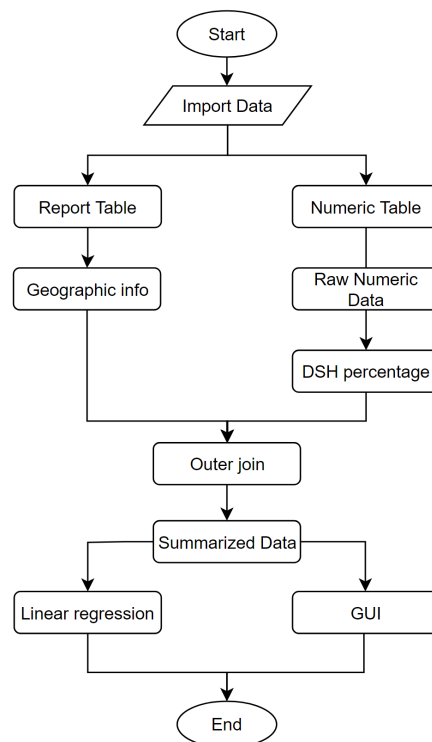 Start
Import Data
Report Table
Numeric Table
Geographic info
Raw Numeric
Data
DSH percentage
Outer join
Summarized Data
Linear regression
GUI
End